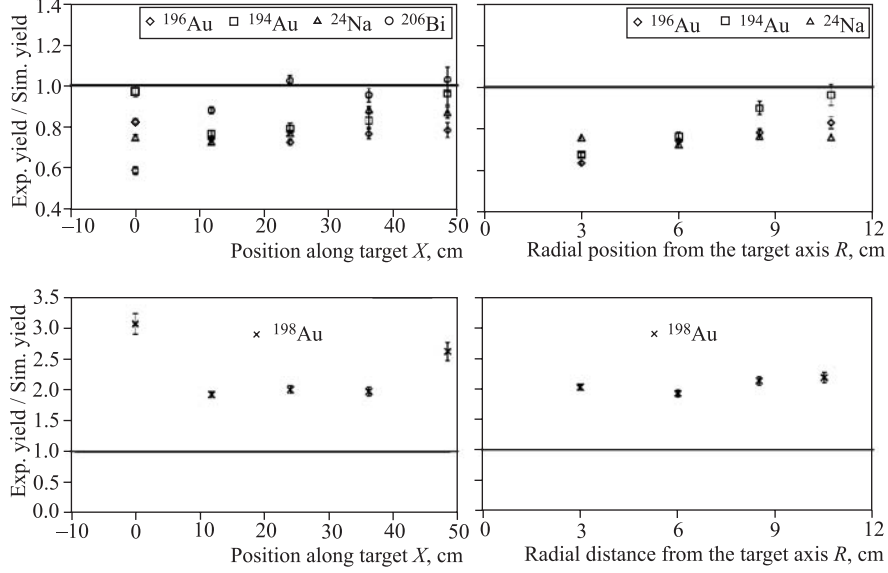 1.4
1.2
1.0
0.8
0.6
0.4
Exp. yield / Sim. yield
196Au 194Au 24Na 206Bi
–10 0 10 20 30 40 50
Position along target X, cm
196Au 194Au 24Na
0 3 6 9 12
Radial position from the target axis R, cm
3.5
3.0
2.5
2.0
1.5
1.0
0.5
0.0
Exp. yield / Sim. yield
198Au
–10 0 10 20 30 40 50
Position along target X, cm
198Au
0 3 6 9 12
Radial distance from the target axis R, cm